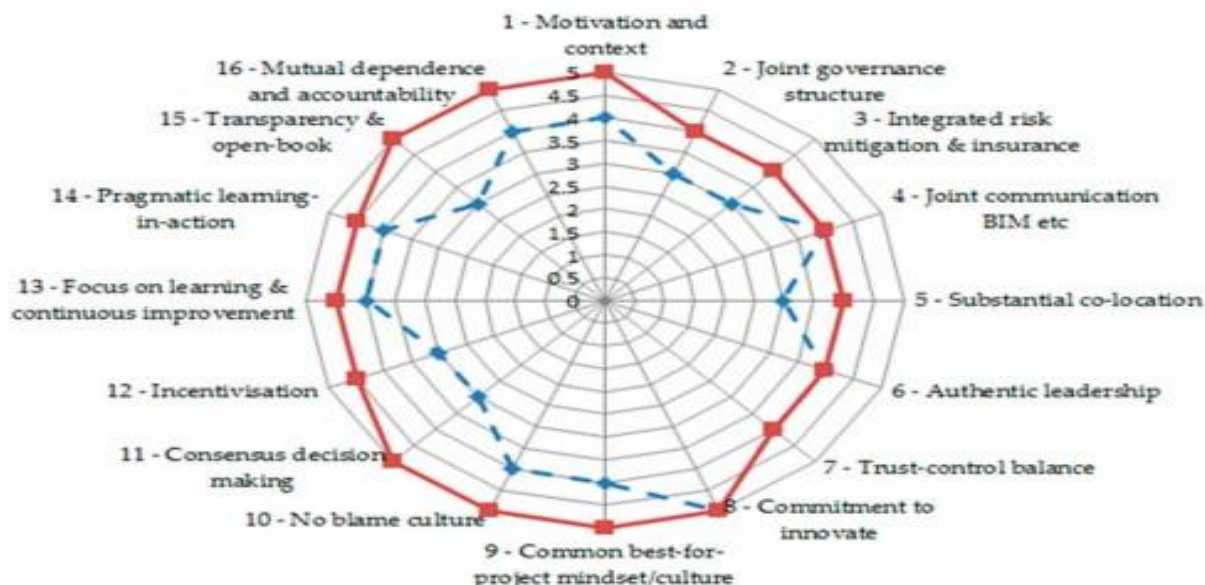 1 - Motivation and
context
2 - Joint governance
structure
3 - Integrated risk
mitigation & insurance
4 - Joint communication
BIM etc
5 - Substantial co-location
6 - Authentic leadership
7 - Trust-control balance
8 - Commitment to
innovate
9 - Common best-for-
project mindset/culture
10 - No blame culture
11 - Consensus decision
making
12 - Incentivisation
13 - Focus on learning &
continuous improvement
14 - Pragmatic learning-
in-action
15 - Transparency &
open-book
16 - Mutual dependence
and accountability
5
4.5
4
3.5
3
2.5
2
1.5
1
0.5
0